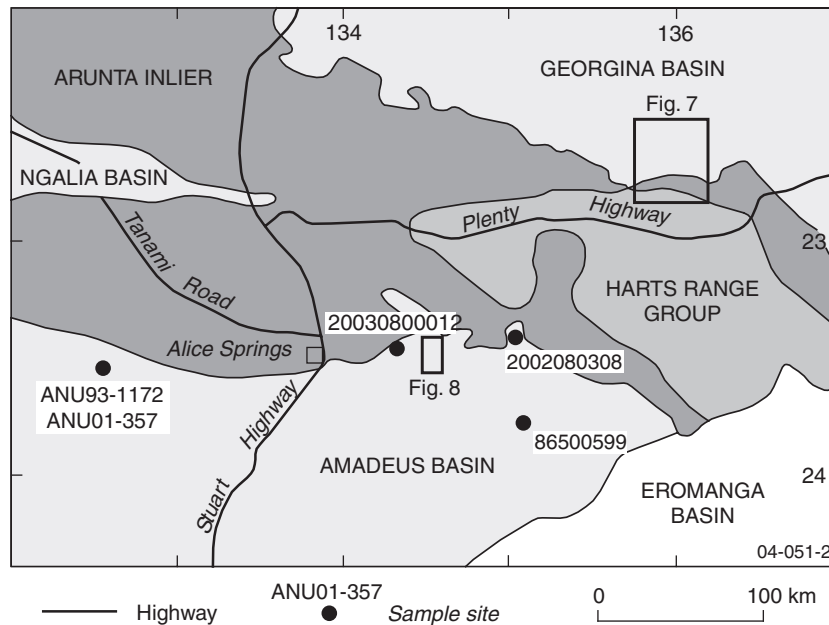 134
136
ARUNTA INLIER
GEORGINA BASIN
Fig. 7
NGALIA BASIN
Plenty Highway
Tanami Road
23
HARTS RANGE
GROUP
20030800012
Alice Springs
2002080308
ANU93-1172
ANU01-357
Fig. 8
Stuart Highway
86500599
AMADEUS BASIN
24
EROMANGA
BASIN
04-051-2
ANU01-357
0 100 km
Highway
Sample site